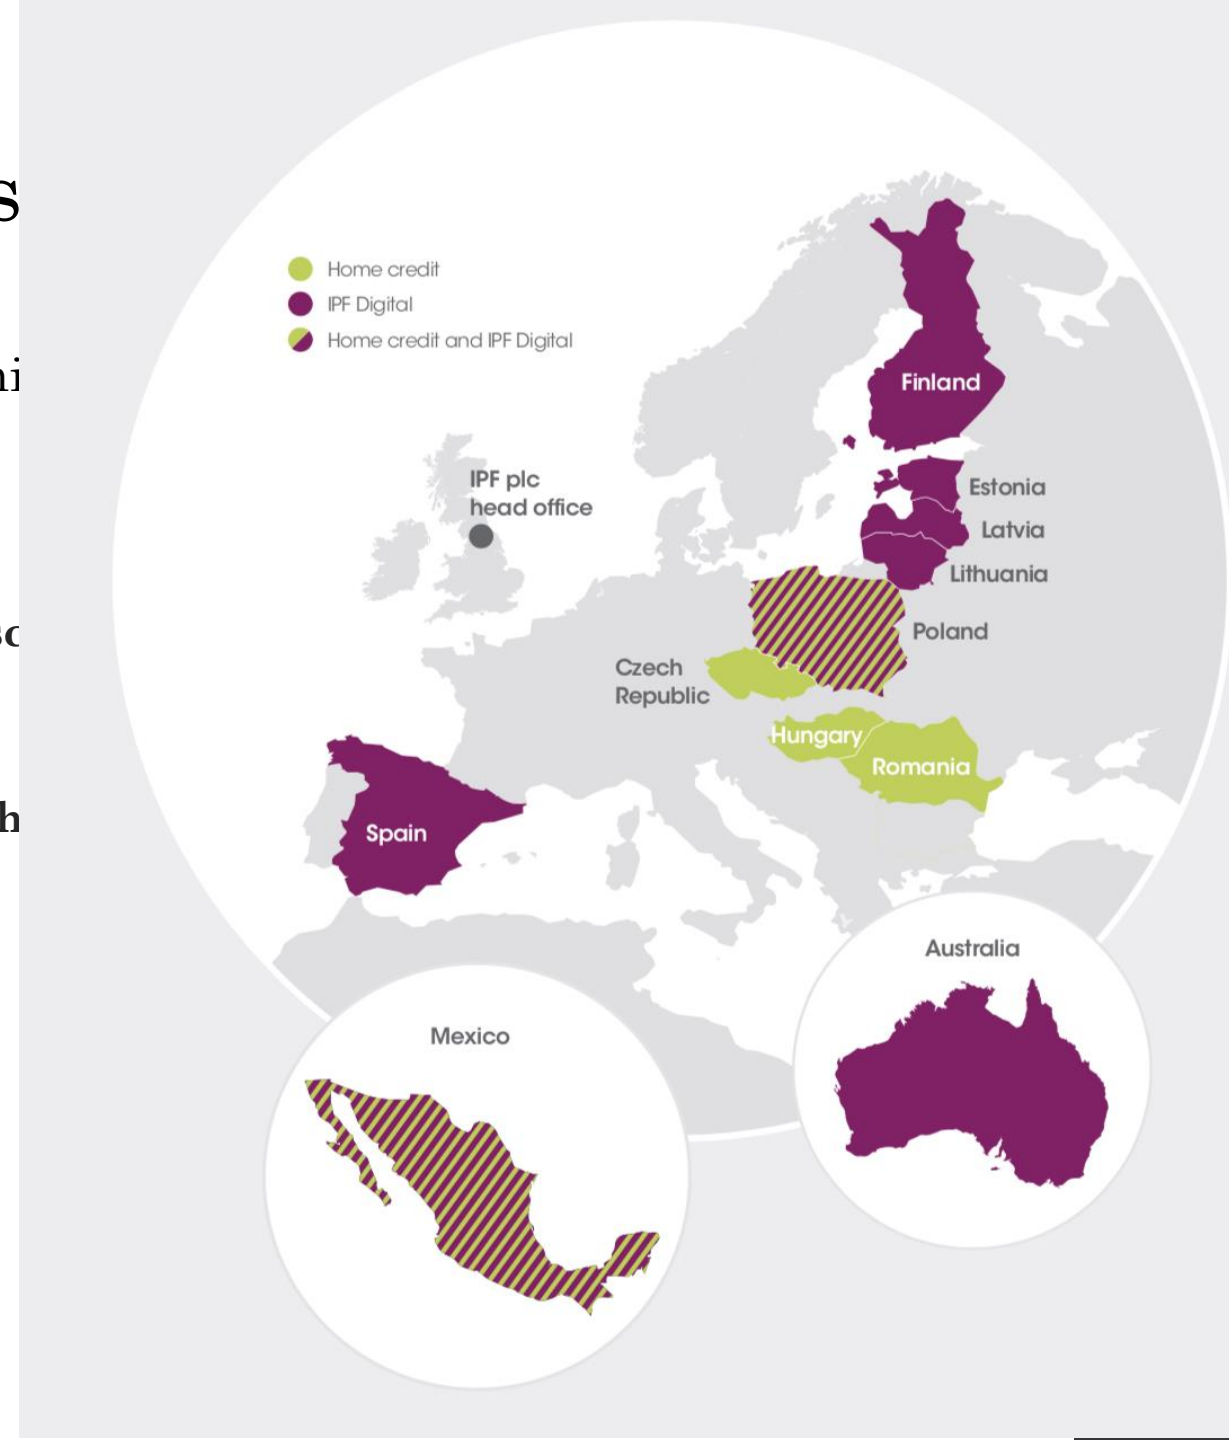 Home credit
IPF Digital
Home credit and IPF Digital
Finland
IPF plc
head office
Estonia
Latvia
Lithuania
Poland
Czech
Republic
Hungary
Romania
Spain
Australia
Mexico